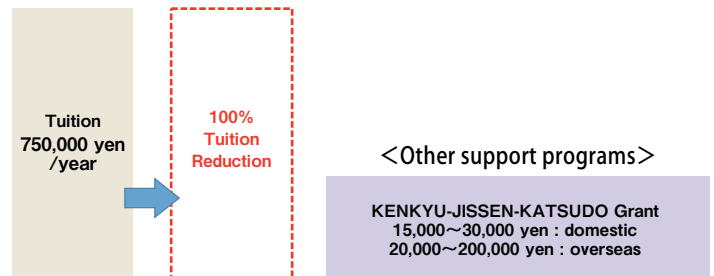 Tuition
750,000 yen
/year
100%
Tuition
Reduction
＜Other support programs＞
KENKYU-JISSEN-KATSUDO Grant
15,000～30,000 yen : domestic
20,000～200,000 yen : overseas